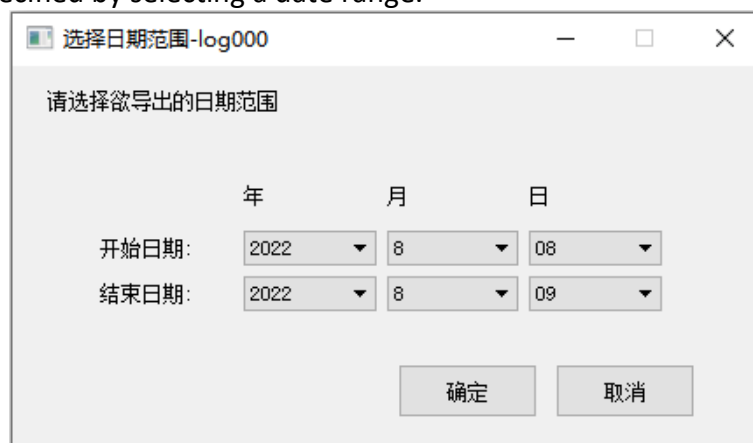 by selecting a date range.
选择日期范围-log000
请选择欲导出的日期范围
年 月 日
开始日期: 2022 8 08
结束日期: 2022 8 09
确定 取消